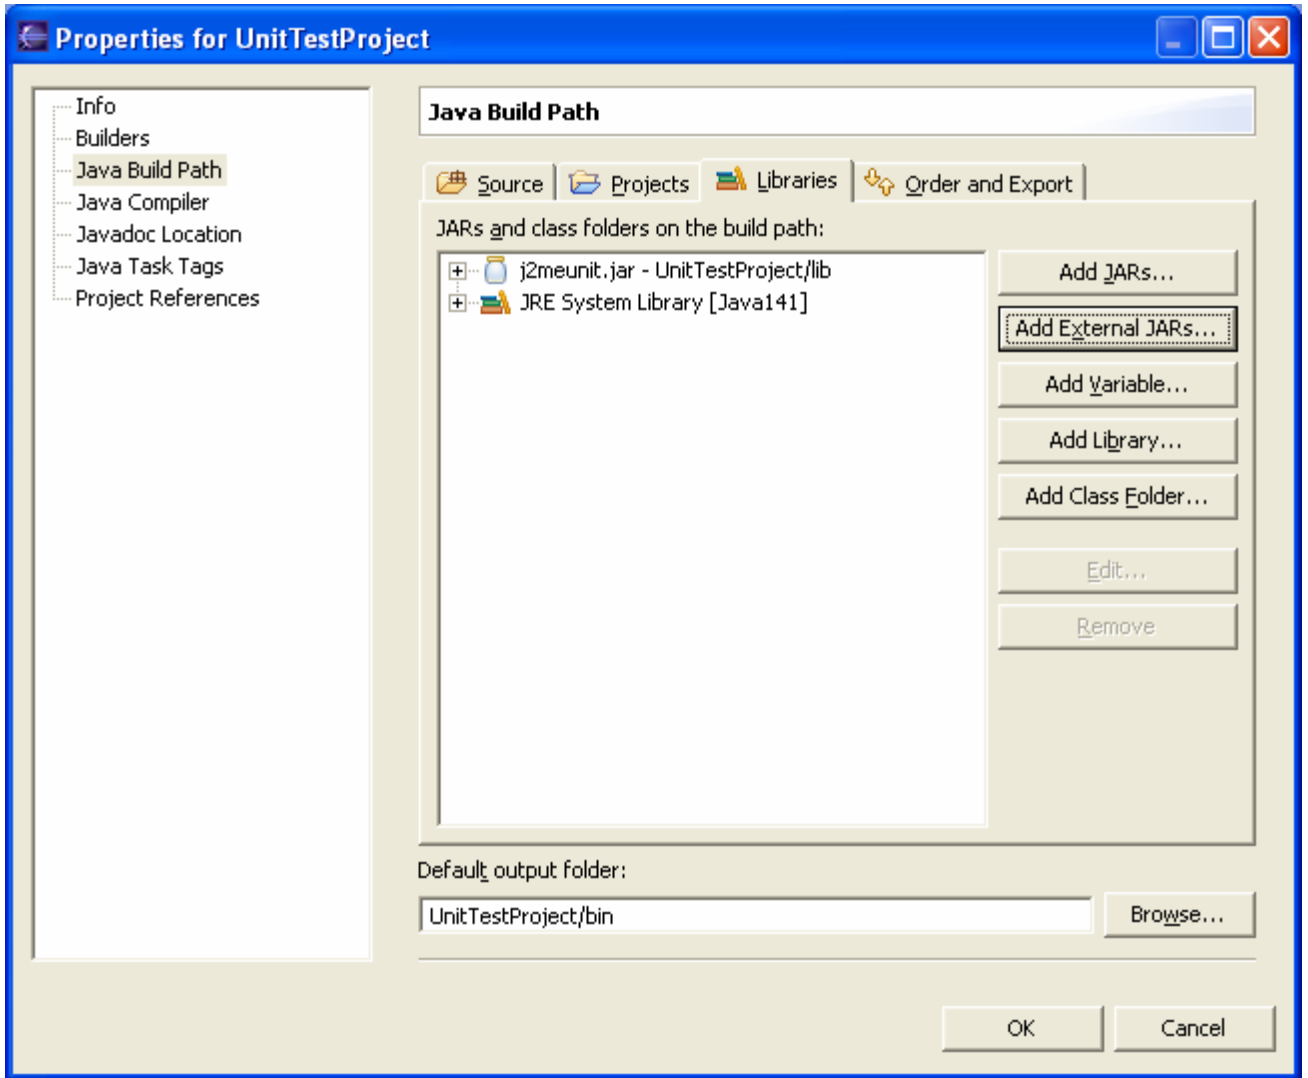 Properties for UnitTestProject
Info
Builders
Java Build Path
Java Compiler
Javadoc Location
Java Task Tags
Project References
Java Build Path
Source
Projects
Libraries
Order and Export
JARs and class folders on the build path:
j2meunit.jar - UnitTestProject/lib
JRE System Library [Java141]
Add JARs...
Add External JARs...
Add Variable...
Add Library...
Add Class Folder...
Edit...
Remove
Default output folder:
UnitTestProject/bin
Browse...
OK
Cancel